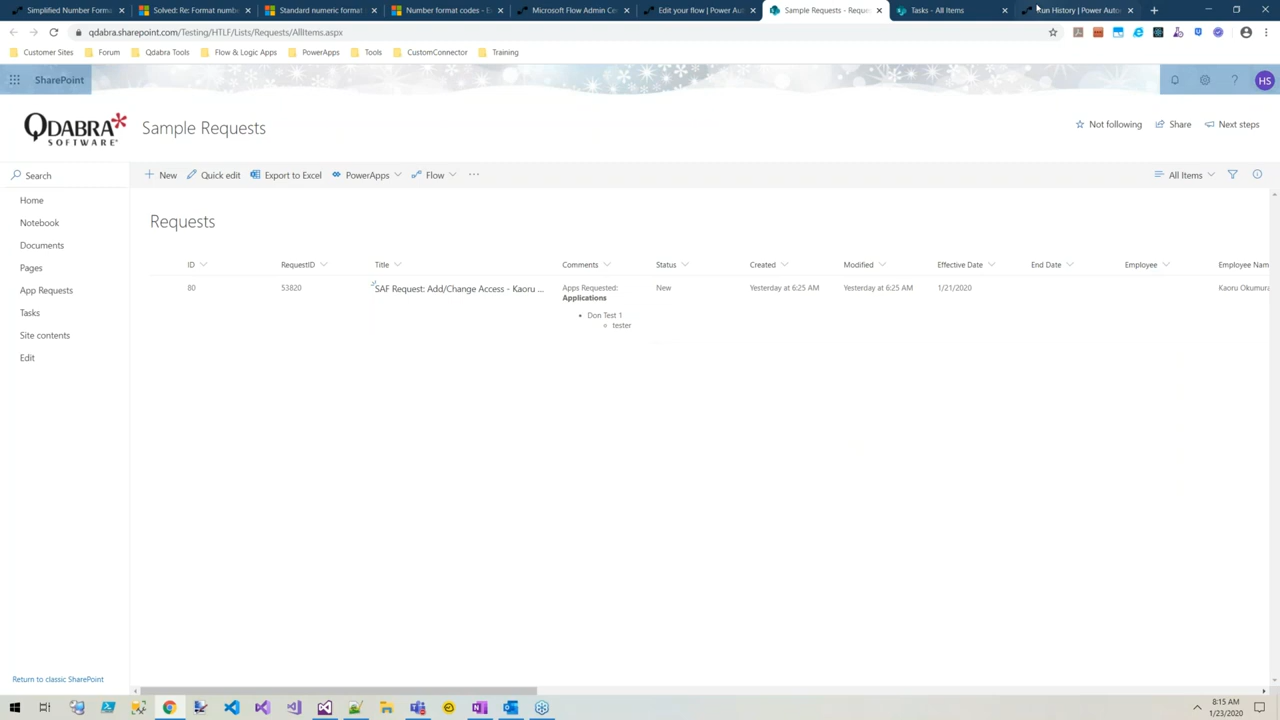 Simplified Number Forma
Solved: Re: Format numb
Standard numeric format
Number format codes - E
Microsoft Flow Admin Ce
Edit your flow | Power Aut
Sample Requests - Reque
Tasks - All Items
Run History | Power Autor
qdabra.sharepoint.com/Testing/HTLF/Lists/Requests/AllItems.aspx
Customer Sites
Forum
Qdabra Tools
Flow & Logic Apps
PowerApps
Tools
CustomConnector
Training
SharePoint
HS
QDABRA
SOFTWARE
Sample Requests
Not following
Share
Next steps
Search
New
Quick edit
Export to Excel
PowerApps
Flow
All Items
Home
Notebook
Documents
Pages
App Requests
Tasks
Site contents
Edit
Return to classic SharePoint
Requests
ID RequestID Title Comments Status Created Modified Effective Date End Date Employee Employee Name
80 53820 SAF Request: Add/Change Access - Kaoru ... Apps Requested: New Yesterday at 6:25 AM Yesterday at 6:25 AM 1/21/2020 Kaoru Okumura
Applications
• Don Test 1
◦ tester
8:15 AM
1/23/2020